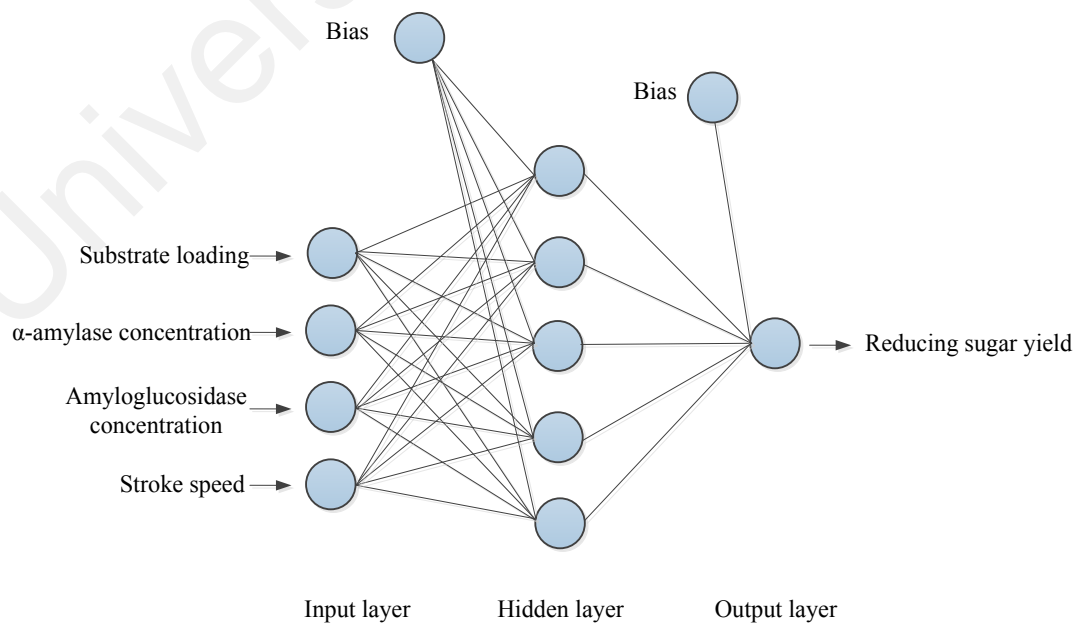 Univers
Bias
Bias
Substrate loading
α-amylase concentration
Amyloglucosidase
concentration
Stroke speed
Reducing sugar yield
Input layer
Hidden layer
Output layer